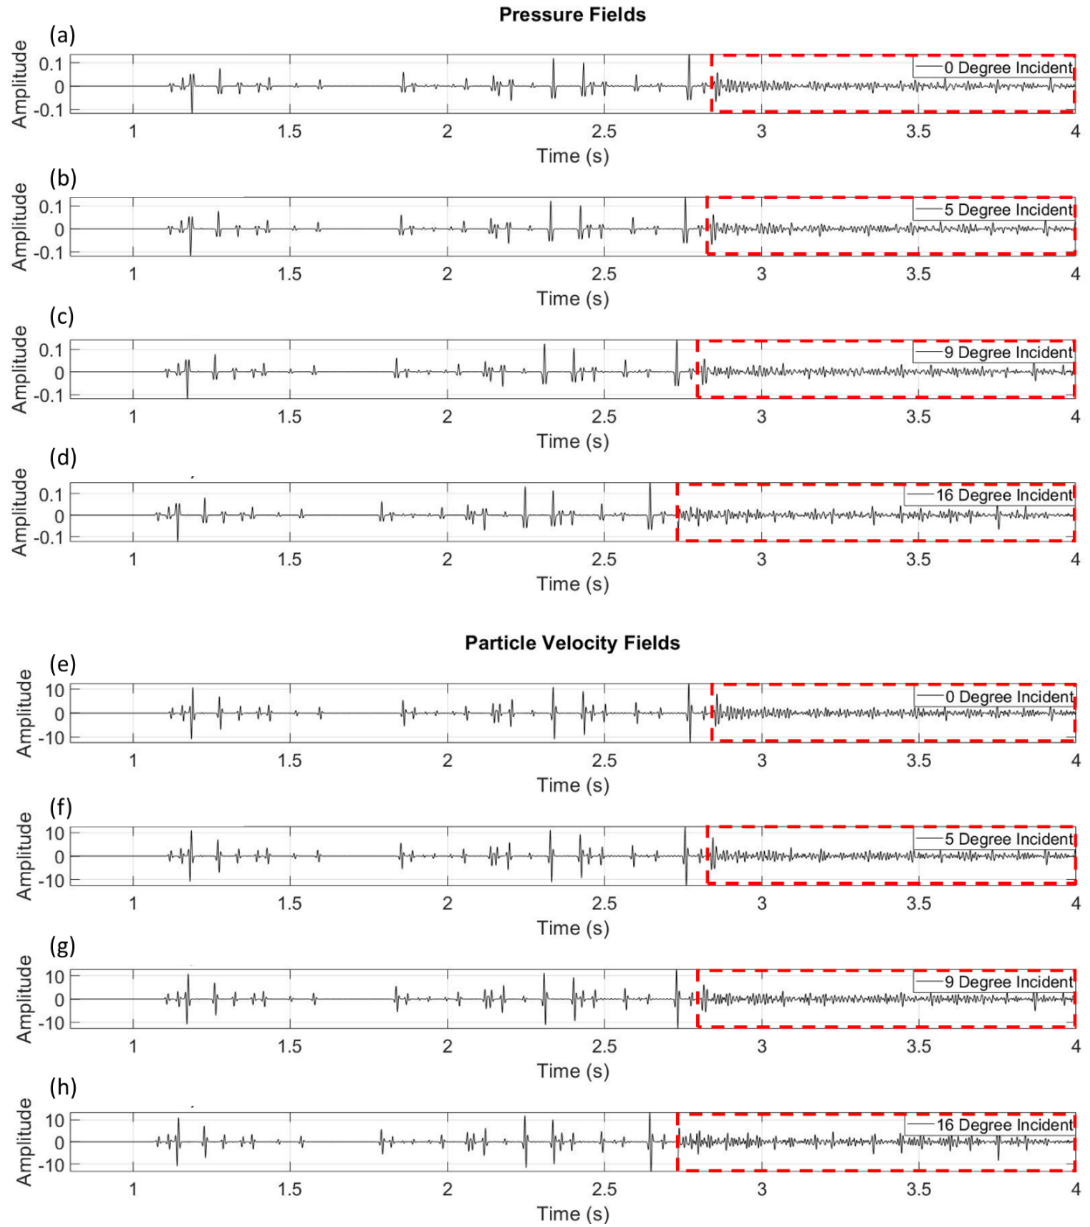 Pressure Fields
(a)
0.1
0
-0.1
Amplitude
0 Degree Incident
1 1.5 2 2.5 3 3.5 4
Time (s)
(b)
0.1
0
-0.1
Amplitude
5 Degree Incident
1 1.5 2 2.5 3 3.5 4
Time (s)
(c)
0.1
0
-0.1
Amplitude
9 Degree Incident
1 1.5 2 2.5 3 3.5 4
Time (s)
(d)
0.1
0
-0.1
Amplitude
16 Degree Incident
1 1.5 2 2.5 3 3.5 4
Time (s)
Particle Velocity Fields
(e)
10
0
-10
Amplitude
0 Degree Incident
1 1.5 2 2.5 3 3.5 4
Time (s)
(f)
10
0
-10
Amplitude
5 Degree Incident
1 1.5 2 2.5 3 3.5 4
Time (s)
(g)
10
0
-10
Amplitude
9 Degree Incident
1 1.5 2 2.5 3 3.5 4
Time (s)
(h)
10
0
-10
Amplitude
16 Degree Incident
1 1.5 2 2.5 3 3.5 4
Time (s)